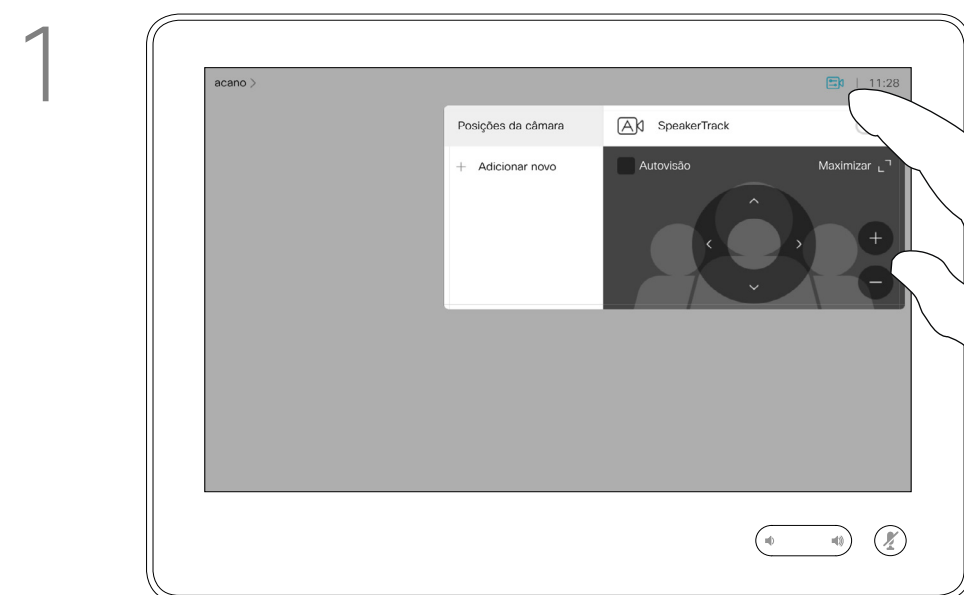 1
acano >
11:28
Posições da câmara
SpeakerTrack
Adicionar novo
Autovisão
Maximizar